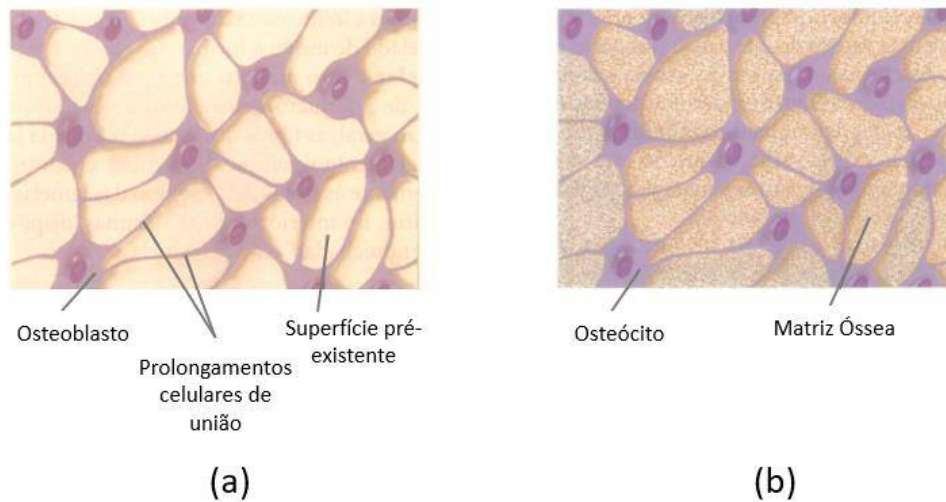 Osteoblasto
Prolongamentos
celulares de
união
Superfície pré-
existente
(a)
Osteócito
Matriz Óssea
(b)